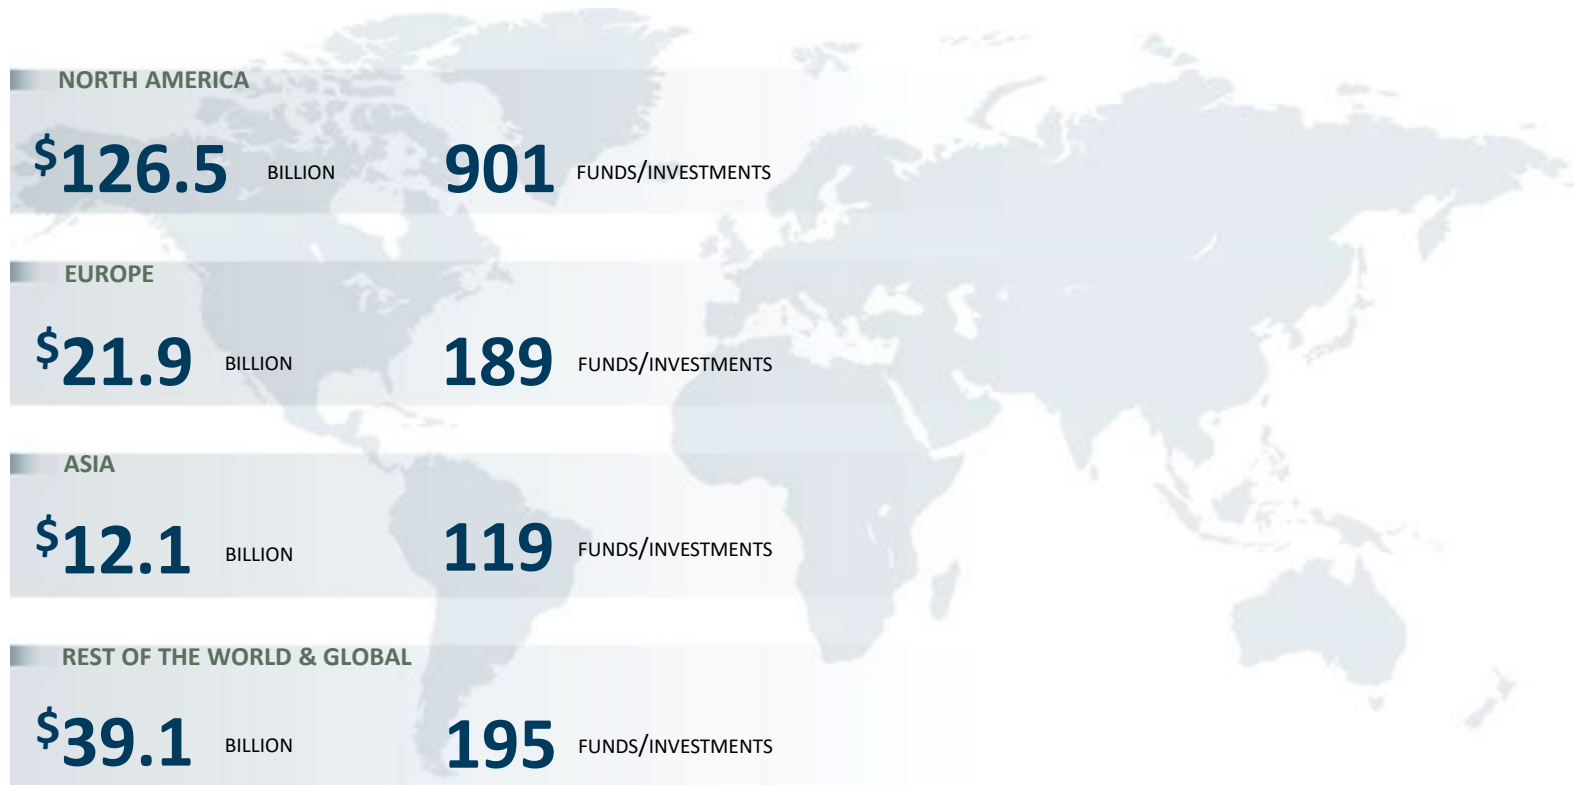 NORTH AMERICA
$126.5 BILLION 901 FUNDS/INVESTMENTS
EUROPE
$21.9 BILLION 189 FUNDS/INVESTMENTS
ASIA
$12.1 BILLION 119 FUNDS/INVESTMENTS
REST OF THE WORLD & GLOBAL
$39.1 BILLION 195 FUNDS/INVESTMENTS